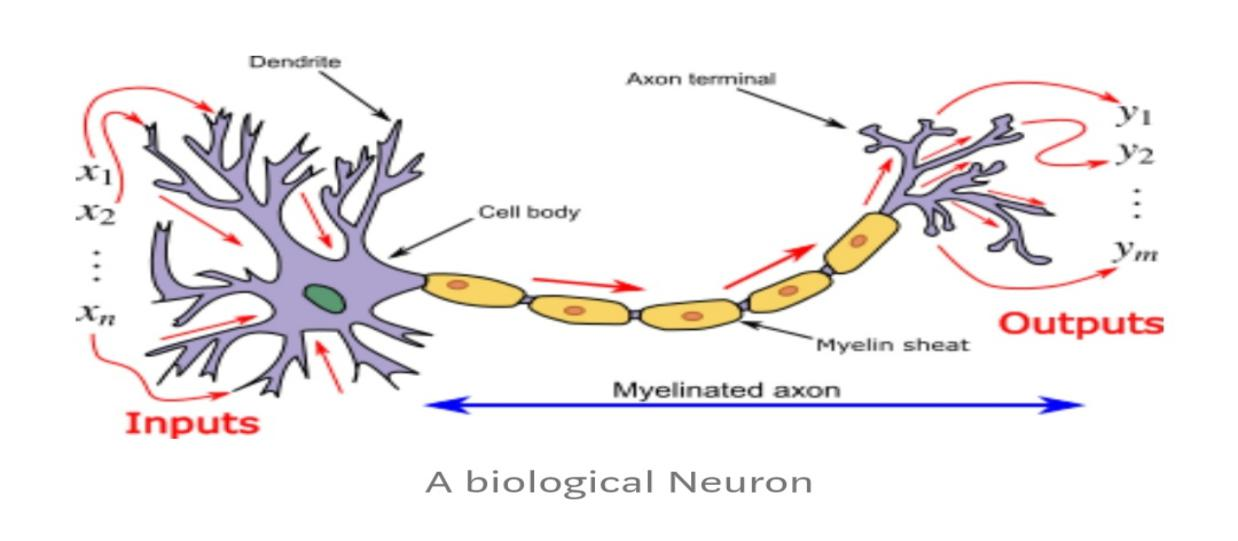 Dendrite
Axon terminal
x1
x2
⋮
xn
Cell body
y1
y2
⋮
ym
Outputs
Myelin sheat
Myelinated axon
Inputs
A biological Neuron